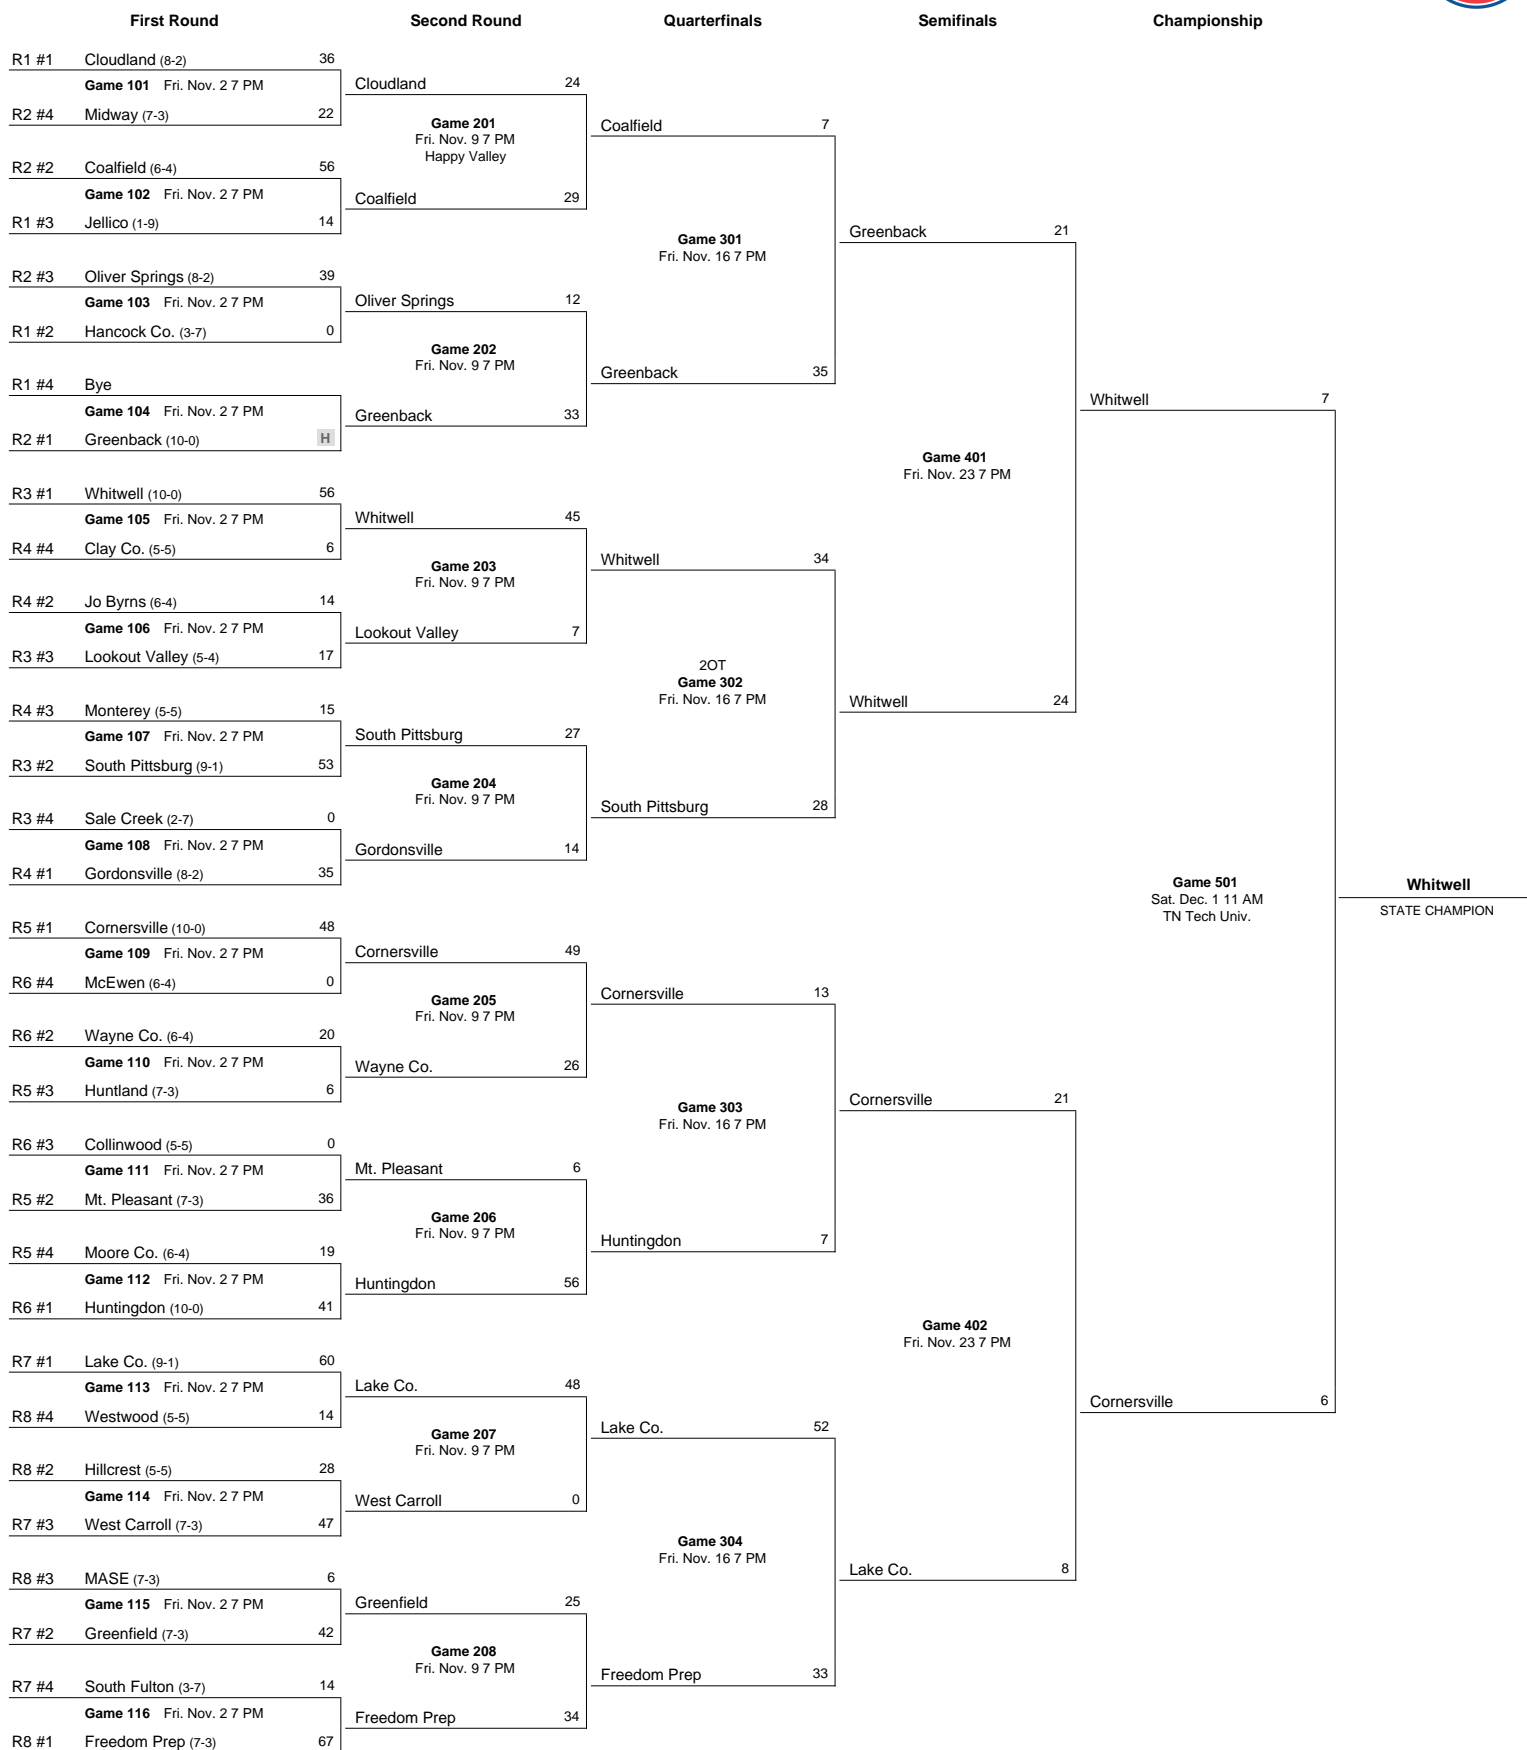 First Round
Second Round
Quarterfinals
Semifinals
Championship
R1 #1 Cloudland (8-2) 36
Game 101 Fri. Nov. 2 7 PM
R2 #4 Midway (7-3) 22
R2 #2 Coalfield (6-4) 56
Game 102 Fri. Nov. 2 7 PM
R1 #3 Jellico (1-9) 14
R2 #3 Oliver Springs (8-2) 39
Game 103 Fri. Nov. 2 7 PM
R1 #2 Hancock Co. (3-7) 0
R1 #4 Bye
Game 104 Fri. Nov. 2 7 PM
R2 #1 Greenback (10-0) H
R3 #1 Whitwell (10-0) 56
Game 105 Fri. Nov. 2 7 PM
R4 #4 Clay Co. (5-5) 6
R4 #2 Jo Byrns (6-4) 14
Game 106 Fri. Nov. 2 7 PM
R3 #3 Lookout Valley (5-4) 17
R4 #3 Monterey (5-5) 15
Game 107 Fri. Nov. 2 7 PM
R3 #2 South Pittsburg (9-1) 53
R3 #4 Sale Creek (2-7) 0
Game 108 Fri. Nov. 2 7 PM
R4 #1 Gordonsville (8-2) 35
R5 #1 Cornersville (10-0) 48
Game 109 Fri. Nov. 2 7 PM
R6 #4 McEwen (6-4) 0
R6 #2 Wayne Co. (6-4) 20
Game 110 Fri. Nov. 2 7 PM
R5 #3 Huntland (7-3) 6
R6 #3 Collinwood (5-5) 0
Game 111 Fri. Nov. 2 7 PM
R5 #2 Mt. Pleasant (7-3) 36
R5 #4 Moore Co. (6-4) 19
Game 112 Fri. Nov. 2 7 PM
R6 #1 Huntingdon (10-0) 41
R7 #1 Lake Co. (9-1) 60
Game 113 Fri. Nov. 2 7 PM
R8 #4 Westwood (5-5) 14
R8 #2 Hillcrest (5-5) 28
Game 114 Fri. Nov. 2 7 PM
R7 #3 West Carroll (7-3) 47
R8 #3 MASE (7-3) 6
Game 115 Fri. Nov. 2 7 PM
R7 #2 Greenfield (7-3) 42
R7 #4 South Fulton (3-7) 14
Game 116 Fri. Nov. 2 7 PM
R8 #1 Freedom Prep (7-3) 67
Cloudland 24
Game 201
Fri. Nov. 9 7 PM
Happy Valley
Coalfield 29
Oliver Springs 12
Game 202
Fri. Nov. 9 7 PM
Greenback 33
Whitwell 45
Game 203
Fri. Nov. 9 7 PM
Lookout Valley 7
South Pittsburg 27
Game 204
Fri. Nov. 9 7 PM
Gordonsville 14
Cornersville 49
Game 205
Fri. Nov. 9 7 PM
Wayne Co. 26
Mt. Pleasant 6
Game 206
Fri. Nov. 9 7 PM
Huntingdon 56
Lake Co. 48
Game 207
Fri. Nov. 9 7 PM
West Carroll 0
Greenfield 25
Game 208
Fri. Nov. 9 7 PM
Freedom Prep 34
Coalfield 7
Game 301
Fri. Nov. 16 7 PM
Greenback 35
Whitwell 34
2OT
Game 302
Fri. Nov. 16 7 PM
South Pittsburg 28
Cornersville 13
Game 303
Fri. Nov. 16 7 PM
Huntingdon 7
Lake Co. 52
Game 304
Fri. Nov. 16 7 PM
Freedom Prep 33
Greenback 21
Game 401
Fri. Nov. 23 7 PM
Whitwell 24
Cornersville 21
Game 402
Fri. Nov. 23 7 PM
Lake Co. 8
Whitwell 7
Game 501
Sat. Dec. 1 11 AM
TN Tech Univ.
Cornersville 6
Whitwell
STATE CHAMPION